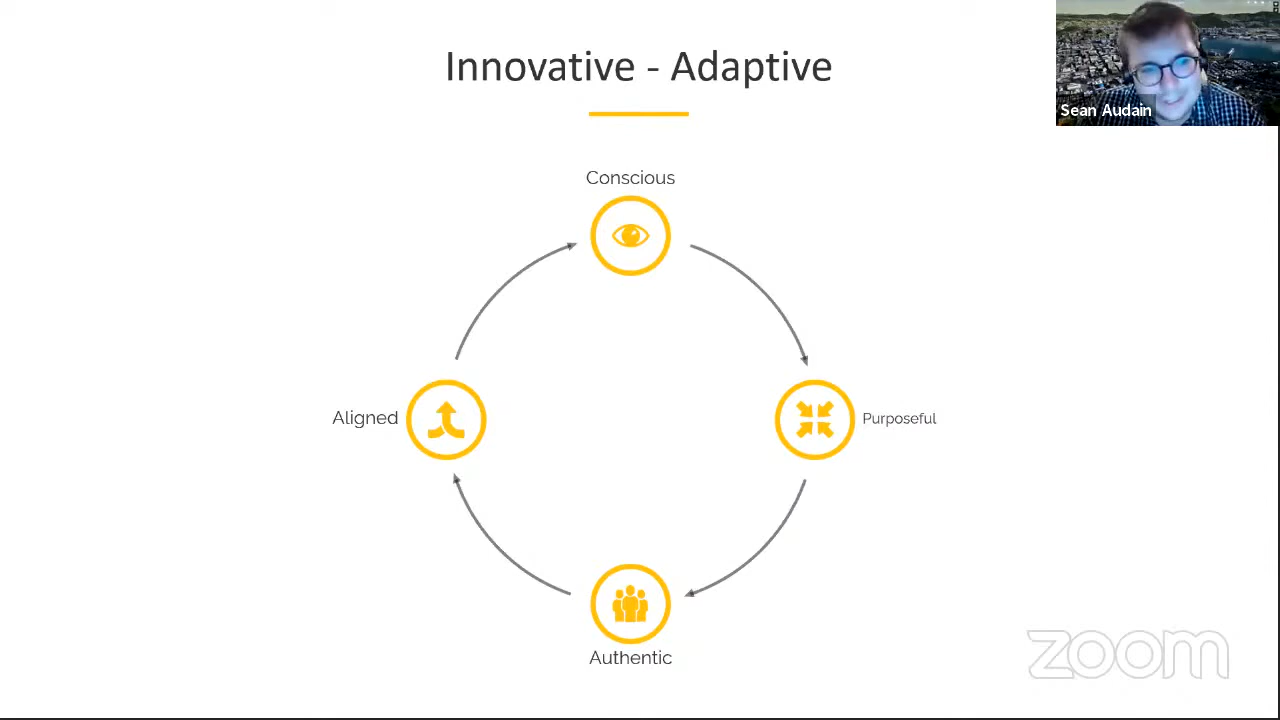 Innovative - Adaptive
Sean Audain
Conscious
Aligned
Purposeful
Authentic
zoom